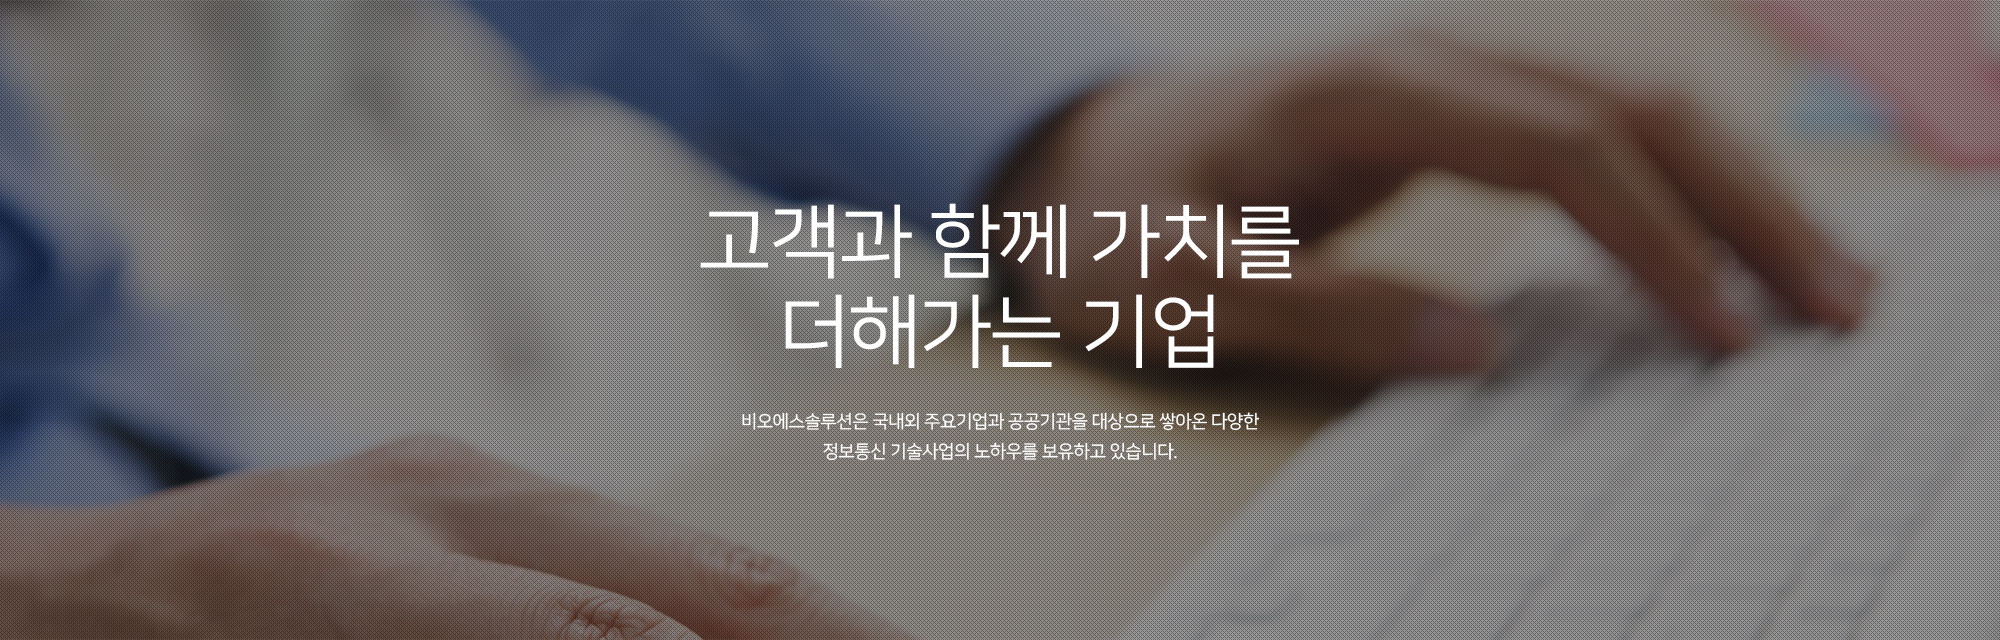 고객과 함께 가치를
더해가는 기업
비오에스솔루션은 국내외 주요기업과 공공기관을 대상으로 쌓아온 다양한
정보통신 기술사업의 노하우를 보유하고 있습니다.